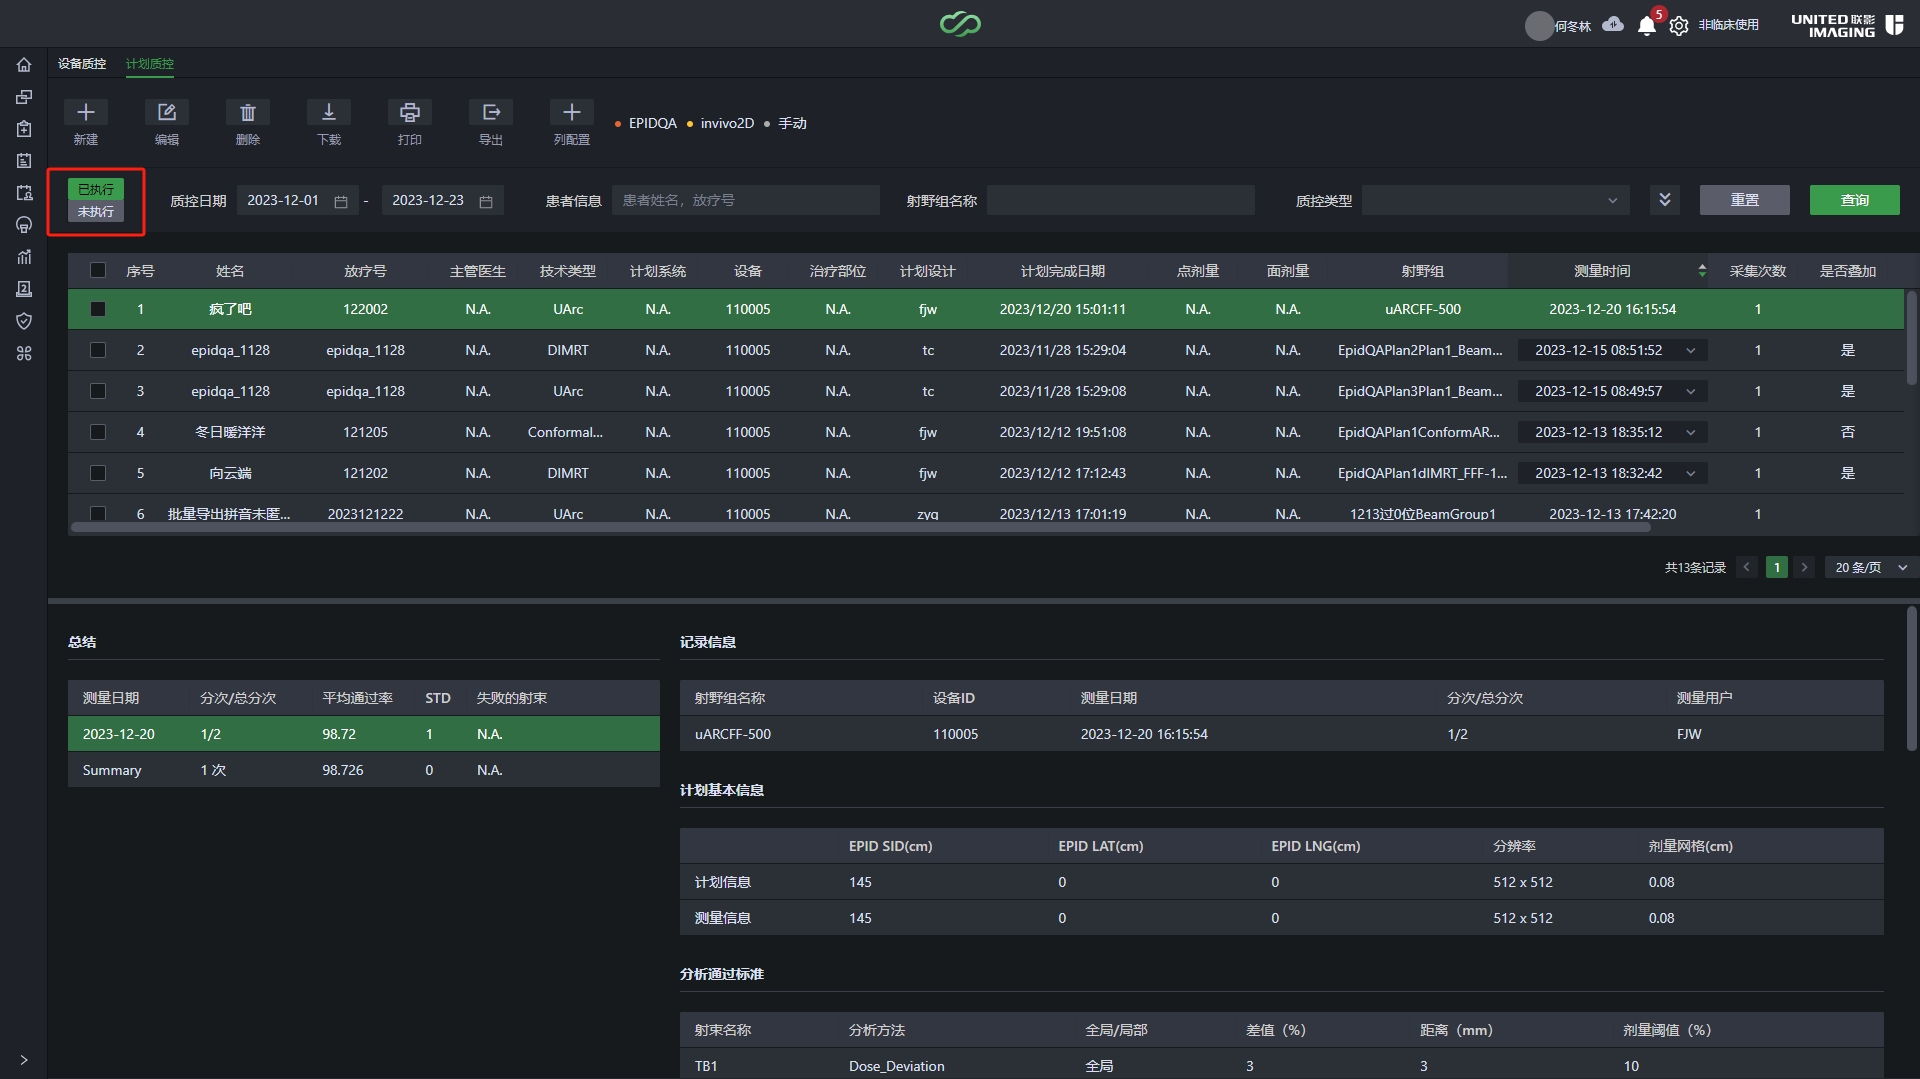 何冬林 5 非临床使用 UNITED 联影 IMAGING
设备质控 计划质控
新建 编辑 删除 下载 打印 导出 列配置 EPIDQA invivo2D 手动
已执行
未执行
质控日期 2023-12-01 - 2023-12-23 患者信息 患者姓名，放疗号 射野组名称 质控类型 重置 查询
序号 姓名 放疗号 主管医生 技术类型 计划系统 设备 治疗部位 计划设计 计划完成日期 点剂量 面剂量 射野组 测量时间 采集次数 是否叠加
1 疯了吧 122002 N.A. UArc N.A. 110005 N.A. fjw 2023/12/20 15:01:11 N.A. N.A. uARCFF-500 2023-12-20 16:15:54 1
2 epidqa_1128 epidqa_1128 N.A. DIMRT N.A. 110005 N.A. tc 2023/11/28 15:29:04 N.A. N.A. EpidQAPlan2Plan1_Beam... 2023-12-15 08:51:52 1 是
3 epidqa_1128 epidqa_1128 N.A. UArc N.A. 110005 N.A. tc 2023/11/28 15:29:08 N.A. N.A. EpidQAPlan3Plan1_Beam... 2023-12-15 08:49:57 1 是
4 冬日暖洋洋 121205 N.A. Conformal... N.A. 110005 N.A. fjw 2023/12/12 19:51:08 N.A. N.A. EpidQAPlan1ConformAR... 2023-12-13 18:35:12 1 否
5 向云端 121202 N.A. DIMRT N.A. 110005 N.A. fjw 2023/12/12 17:12:43 N.A. N.A. EpidQAPlan1dIMRT_FFF-1... 2023-12-13 18:32:42 1 是
6 批量导出拼音未匿... 2023121222 N.A. UArc N.A. 110005 N.A. zyq 2023/12/13 17:01:19 N.A. N.A. 1213过0位BeamGroup1 2023-12-13 17:42:20 1
共13条记录 1 20 条/页
总结
测量日期 分次/总分次 平均通过率 STD 失败的射束
2023-12-20 1/2 98.72 1 N.A.
Summary 1 次 98.726 0 N.A.
记录信息
射野组名称 设备ID 测量日期 分次/总分次 测量用户
uARCFF-500 110005 2023-12-20 16:15:54 1/2 FJW
计划基本信息
EPID SID(cm) EPID LAT(cm) EPID LNG(cm) 分辨率 剂量网格(cm)
计划信息 145 0 0 512 x 512 0.08
测量信息 145 0 0 512 x 512 0.08
分析通过标准
射束名称 分析方法 全局/局部 差值（%） 距离（mm） 剂量阈值（%）
TB1 Dose_Deviation 全局 3 3 10